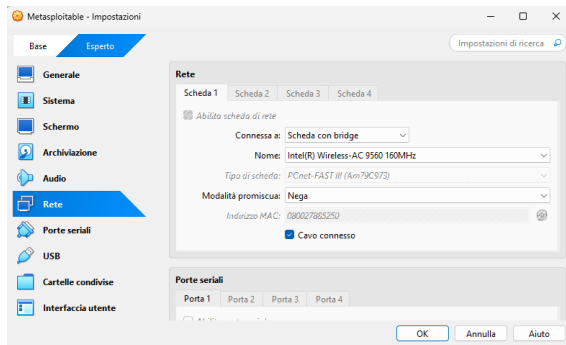 Metasploitable - Impostazioni
Base
Esperto
Impostazioni di ricerca
Generale
Sistema
Schermo
Archiviazione
Audio
Rete
Porte seriali
USB
Cartelle condivise
Interfaccia utente
Rete
Scheda 1 Scheda 2 Scheda 3 Scheda 4
Abilita scheda di rete
Connessa a: Scheda con bridge
Nome: Intel(R) Wireless-AC 9560 160MHz
Tipo di scheda: PCnet-FAST III (Am79C973)
Modalità promiscua: Nega
Indirizzo MAC: 080027885250
Cavo connesso
Porte seriali
Porta 1 Porta 2 Porta 3 Porta 4
OK Annulla Aiuto